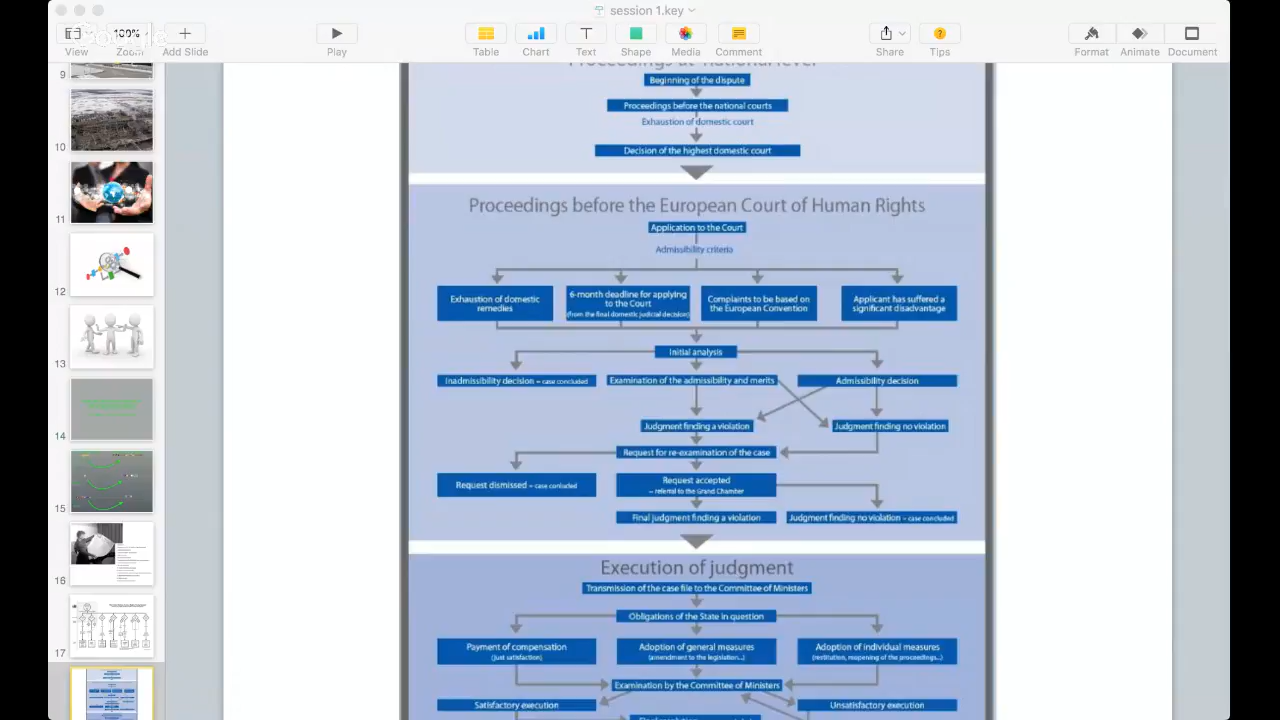 session 1.key
Google
100%
View
Zoom
Add Slide
Play
Table
Chart
Text
Shape
Media
Comment
Share
Tips
Format
Animate
Document
9
10
11
12
13
14
15
16
17
Proceedings at national level
Beginning of the dispute
Proceedings before the national courts
Exhaustion of domestic court
Decision of the highest domestic court
Proceedings before the European Court of Human Rights
Application to the Court
Admissibility criteria
Exhaustion of domestic
remedies
6-month deadline for applying
to the Court
(from the final domestic judicial decision)
Complaints to be based on
the European Convention
Applicant has suffered a
significant disadvantage
Initial analysis
Inadmissibility decision = case concluded
Examination of the admissibility and merits
Admissibility decision
Judgment finding a violation
Judgment finding no violation
Request for re-examination of the case
Request dismissed = case concluded
Request accepted
= referral to the Grand Chamber
Final judgment finding a violation
Judgment finding no violation = case concluded
Execution of judgment
Transmission of the case file to the Committee of Ministers
Obligations of the State in question
Payment of compensation
(just satisfaction)
Adoption of general measures
(amendment to the legislation...)
Adoption of individual measures
(restitution, reopening of the proceedings...)
Examination by the Committee of Ministers
Satisfactory execution
Unsatisfactory execution